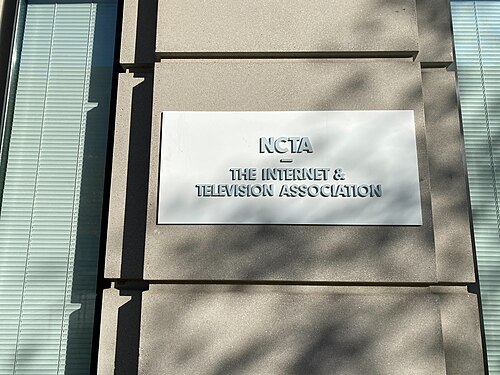 NCTA
—
THE INTERNET &
TELEVISION ASSOCIATION